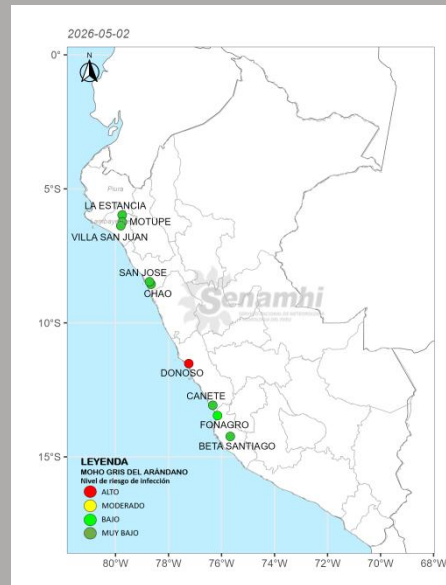 2026-05-02
N
0°
5°S
10°S
15°S
Piura
LA ESTANCIA
MOTUPE
VILLA SAN JUAN
SAN JOSE
CHAO
Senamhi
DONOSO
CANETE
FONAGRO
BETA SANTIAGO
LEYENDA
MOHO GRIS DEL ARÁNDANO
Nivel de riesgo de infección
ALTO
MODERADO
BAJO
MUY BAJO
80°W 78°W 76°W 74°W 72°W 70°W 68°W